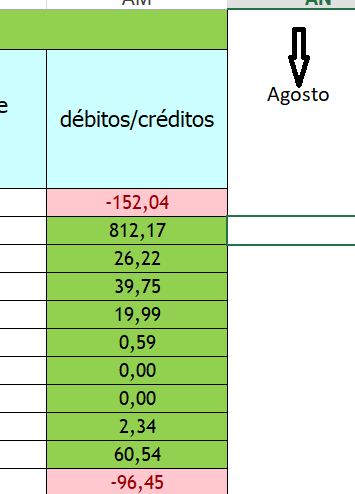 AM AN
Agosto
e
débitos/créditos
-152,04
812,17
26,22
39,75
19,99
0,59
0,00
0,00
2,34
60,54
-96,45